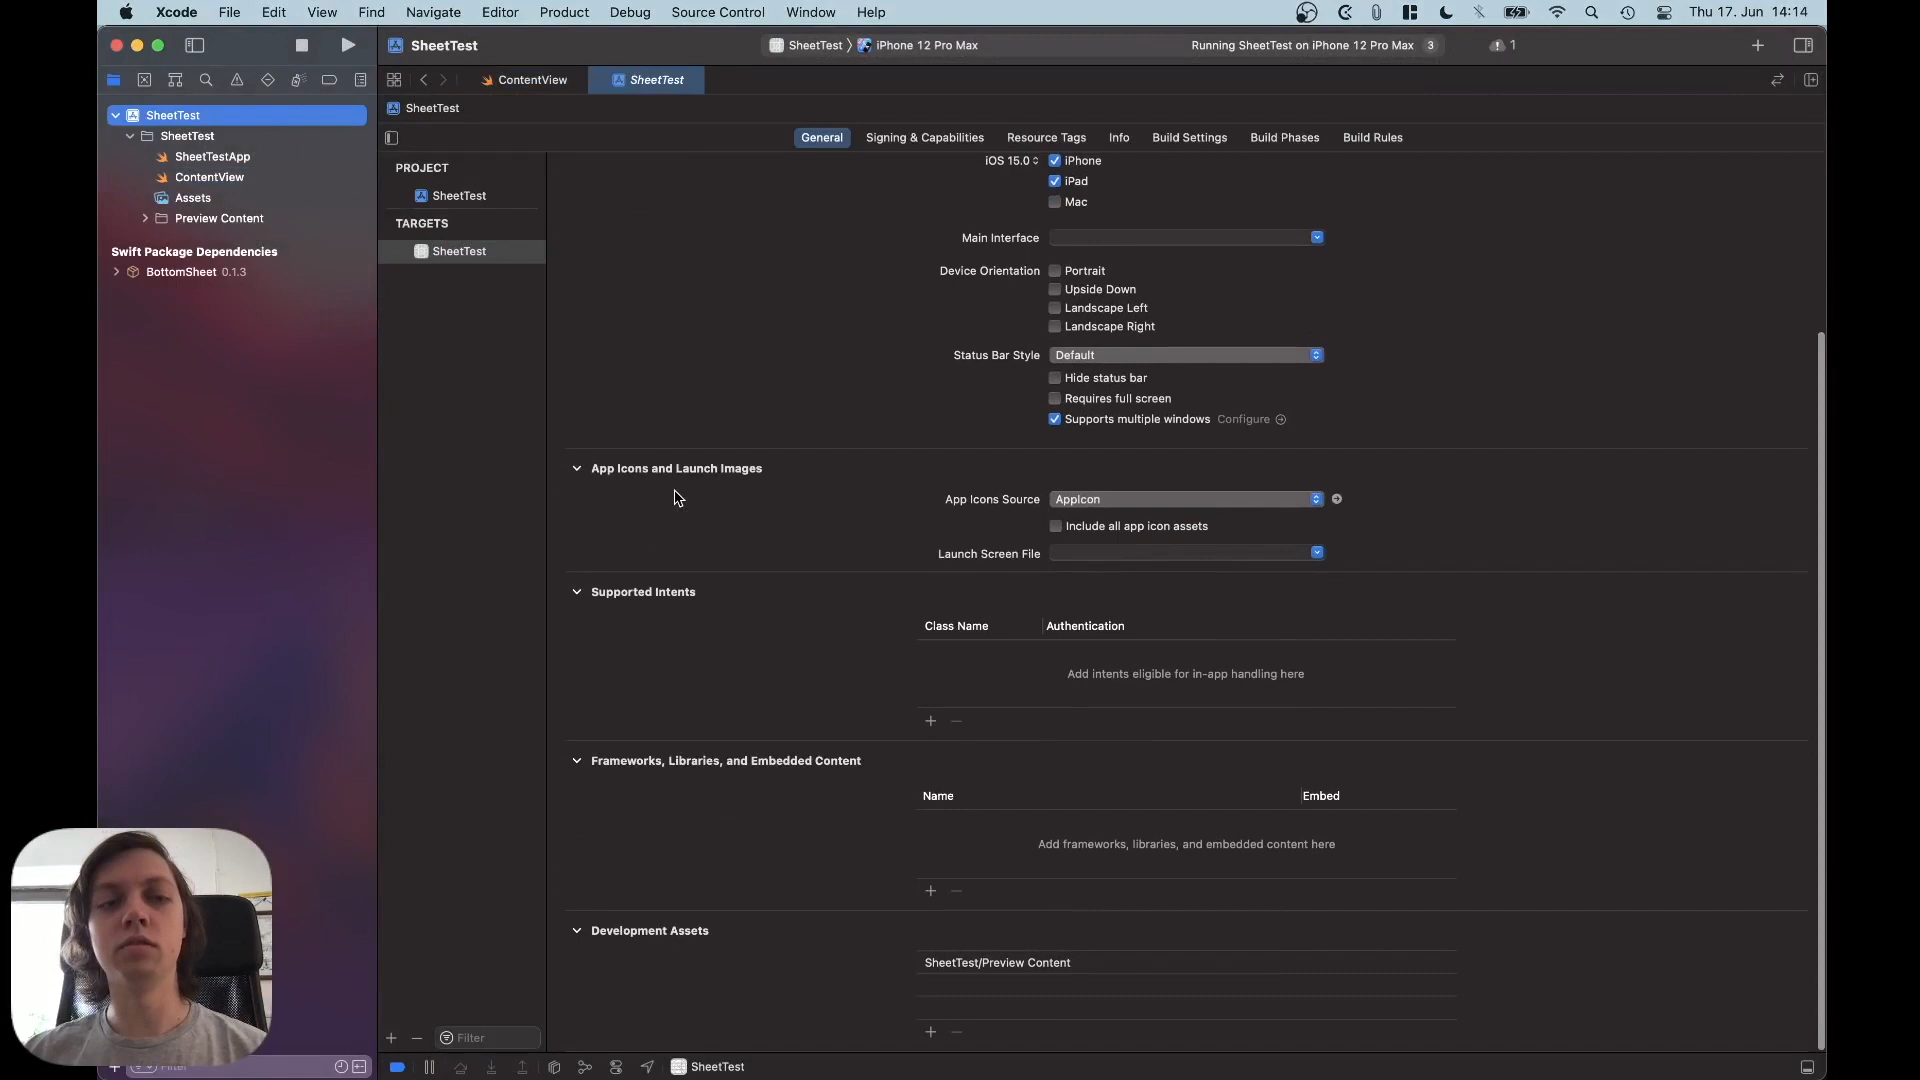 Xcode File Edit View Find Navigate Editor Product Debug Source Control Window Help Thu 17. Jun 14:14
SheetTest SheetTest iPhone 12 Pro Max Running SheetTest on iPhone 12 Pro Max 3 1
ContentView SheetTest
SheetTest
General Signing & Capabilities Resource Tags Info Build Settings Build Phases Build Rules
SheetTest
SheetTest
SheetTestApp
ContentView
Assets
Preview Content
Swift Package Dependencies
BottomSheet 0.1.3
PROJECT
SheetTest
TARGETS
SheetTest
iOS 15.0 iPhone
iPad
Mac
Main Interface
Device Orientation Portrait
Upside Down
Landscape Left
Landscape Right
Status Bar Style Default
Hide status bar
Requires full screen
Supports multiple windows Configure
App Icons and Launch Images
App Icons Source AppIcon
Include all app icon assets
Launch Screen File
Supported Intents
Class Name Authentication
Add intents eligible for in-app handling here
Frameworks, Libraries, and Embedded Content
Name Embed
Add frameworks, libraries, and embedded content here
Development Assets
SheetTest/Preview Content
Filter
Filter
SheetTest